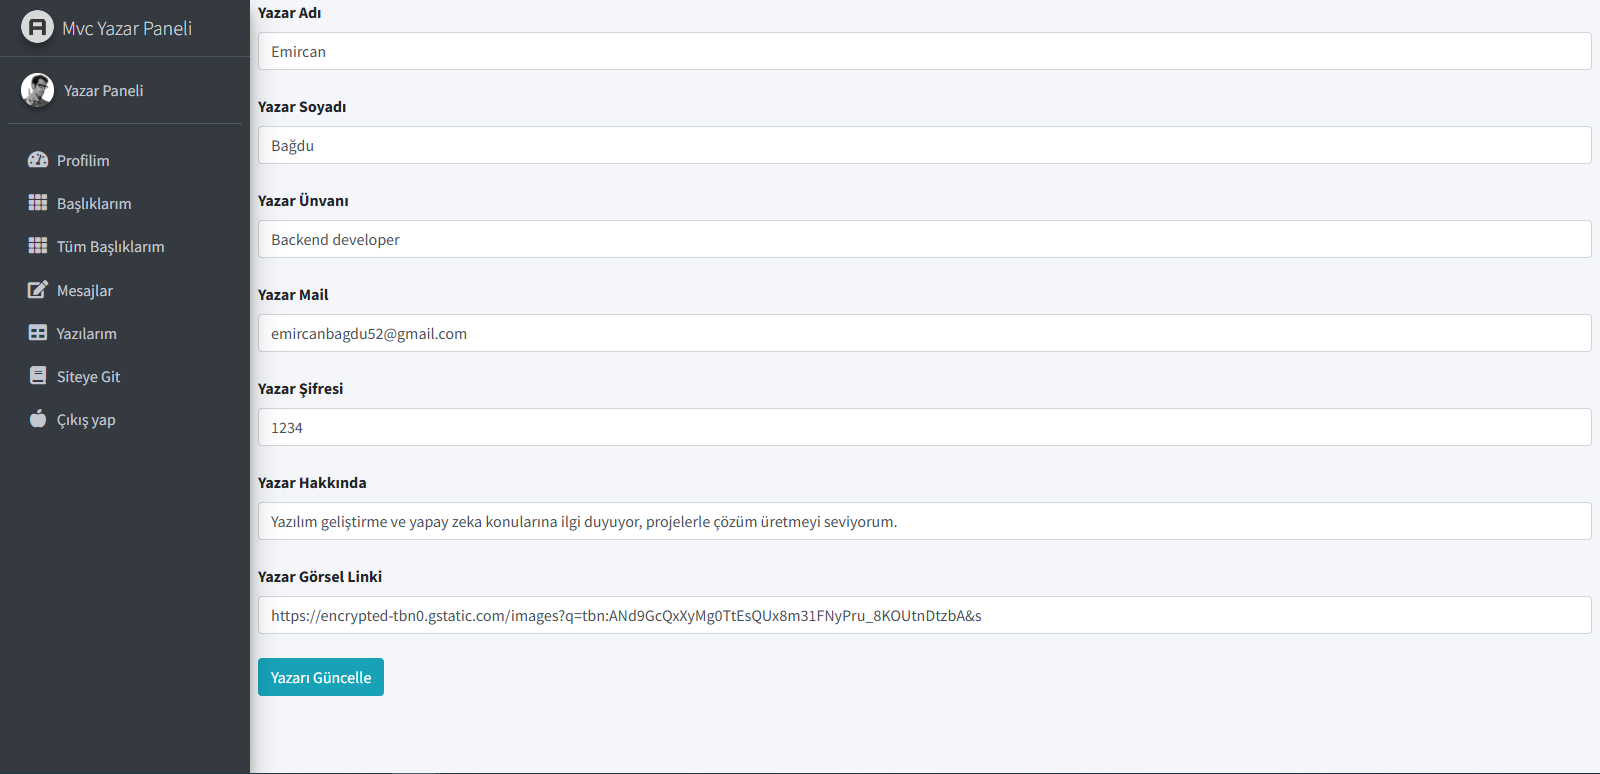 Mvc Yazar Paneli
Yazar Paneli
Profilim
Başlıklarım
Tüm Başlıklarım
Mesajlar
Yazılarım
Siteye Git
Çıkış yap
Yazar Adı
Emircan
Yazar Soyadı
Bağdu
Yazar Ünvanı
Backend developer
Yazar Mail
emircanbagdu52@gmail.com
Yazar Şifresi
1234
Yazar Hakkında
Yazılım geliştirme ve yapay zeka konularına ilgi duyuyor, projelerle çözüm üretmeyi seviyorum.
Yazar Görsel Linki
https://encrypted-tbn0.gstatic.com/images?q=tbn:ANd9GcQxXyMg0TtEsQUx8m31FNyPru_8KOUtnDtzbA&s
Yazarı Güncelle